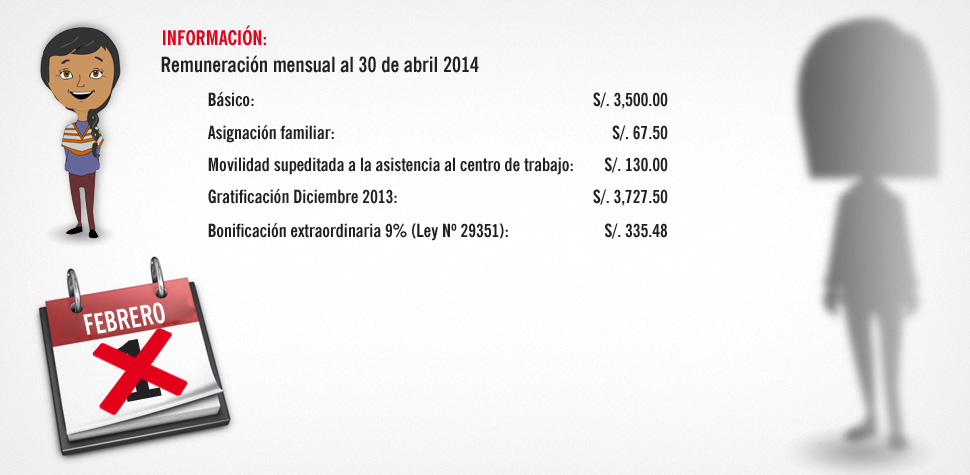 INFORMACIÓN:
Remuneración mensual al 30 de abril 2014
Básico: S/. 3,500.00
Asignación familiar: S/. 67.50
Movilidad supeditada a la asistencia al centro de trabajo: S/. 130.00
Gratificación Diciembre 2013: S/. 3,727.50
Bonificación extraordinaria 9% (Ley Nº 29351): S/. 335.48
FEBRERO
1